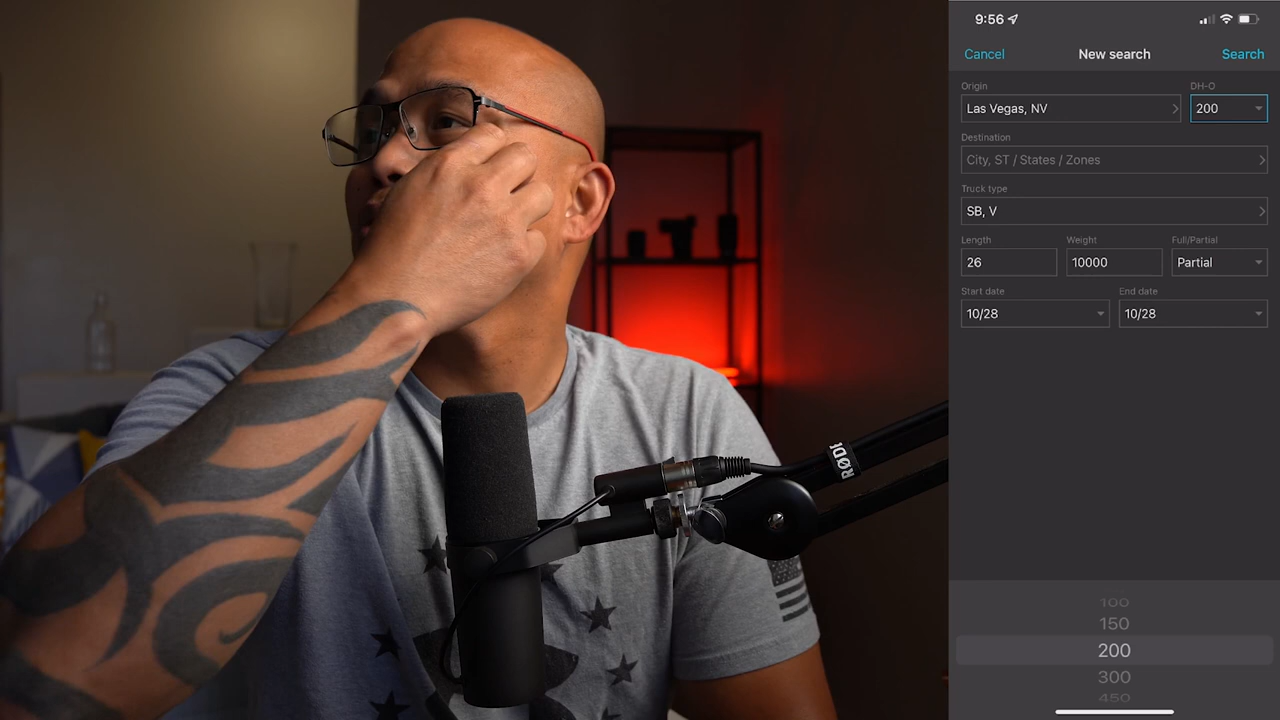 9:56
Cancel
New search
Search
Origin
DH-O
Las Vegas, NV
200
Destination
City, ST / States / Zones
Truck type
SB, V
Length
Weight
Full/Partial
26
10000
Partial
Start date
End date
10/28
10/28
100
150
200
300
450
RØDE